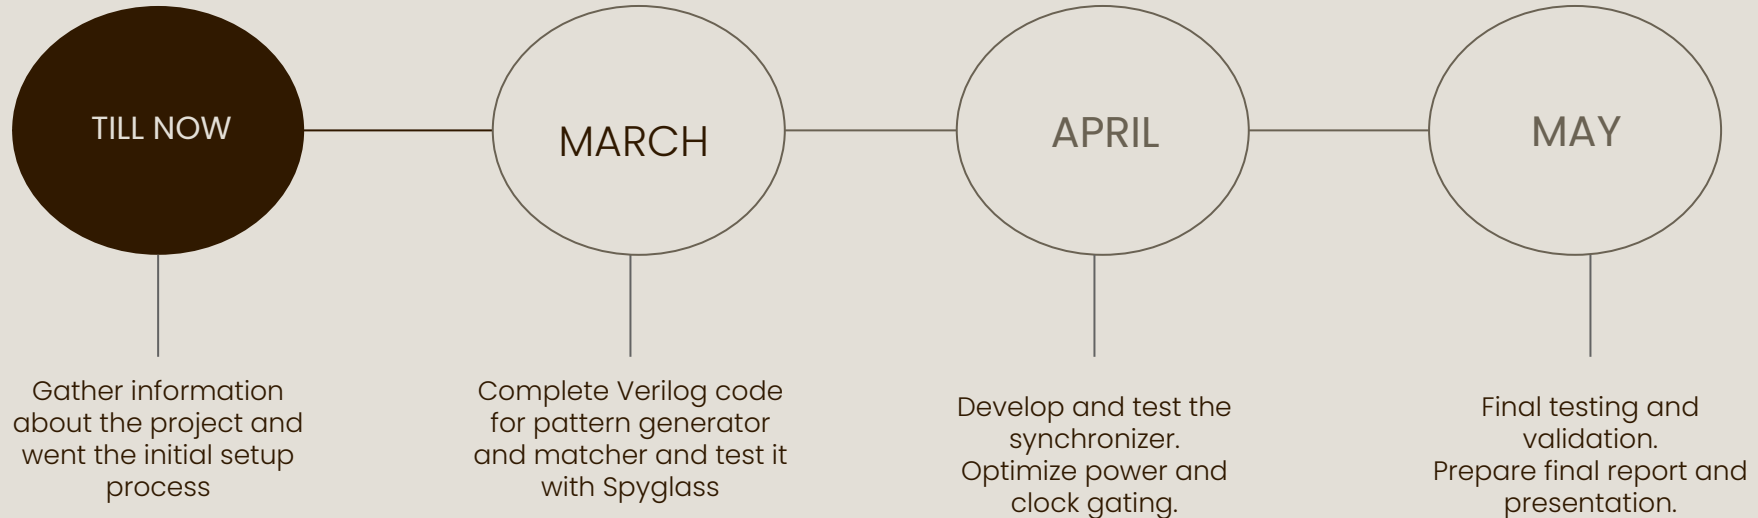 TILL NOW
MARCH
APRIL
MAY
Gather information
about the project and
went the initial setup
process
Complete Verilog code
for pattern generator
and matcher and test it
with Spyglass
Develop and test the
synchronizer.
Optimize power and
clock gating.
Final testing and
validation.
Prepare final report and
presentation.